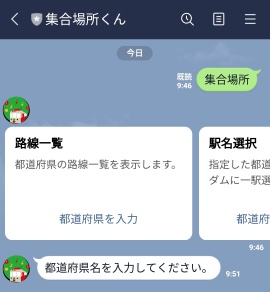 集合場所くん
今日
既読
9:46
集合場所
路線一覧
都道府県の路線一覧を表示します。
都道府県を入力
駅名選択
指定した都道
ダムに一駅選
都道府
9:46
都道府県名を入力してください。
9:51